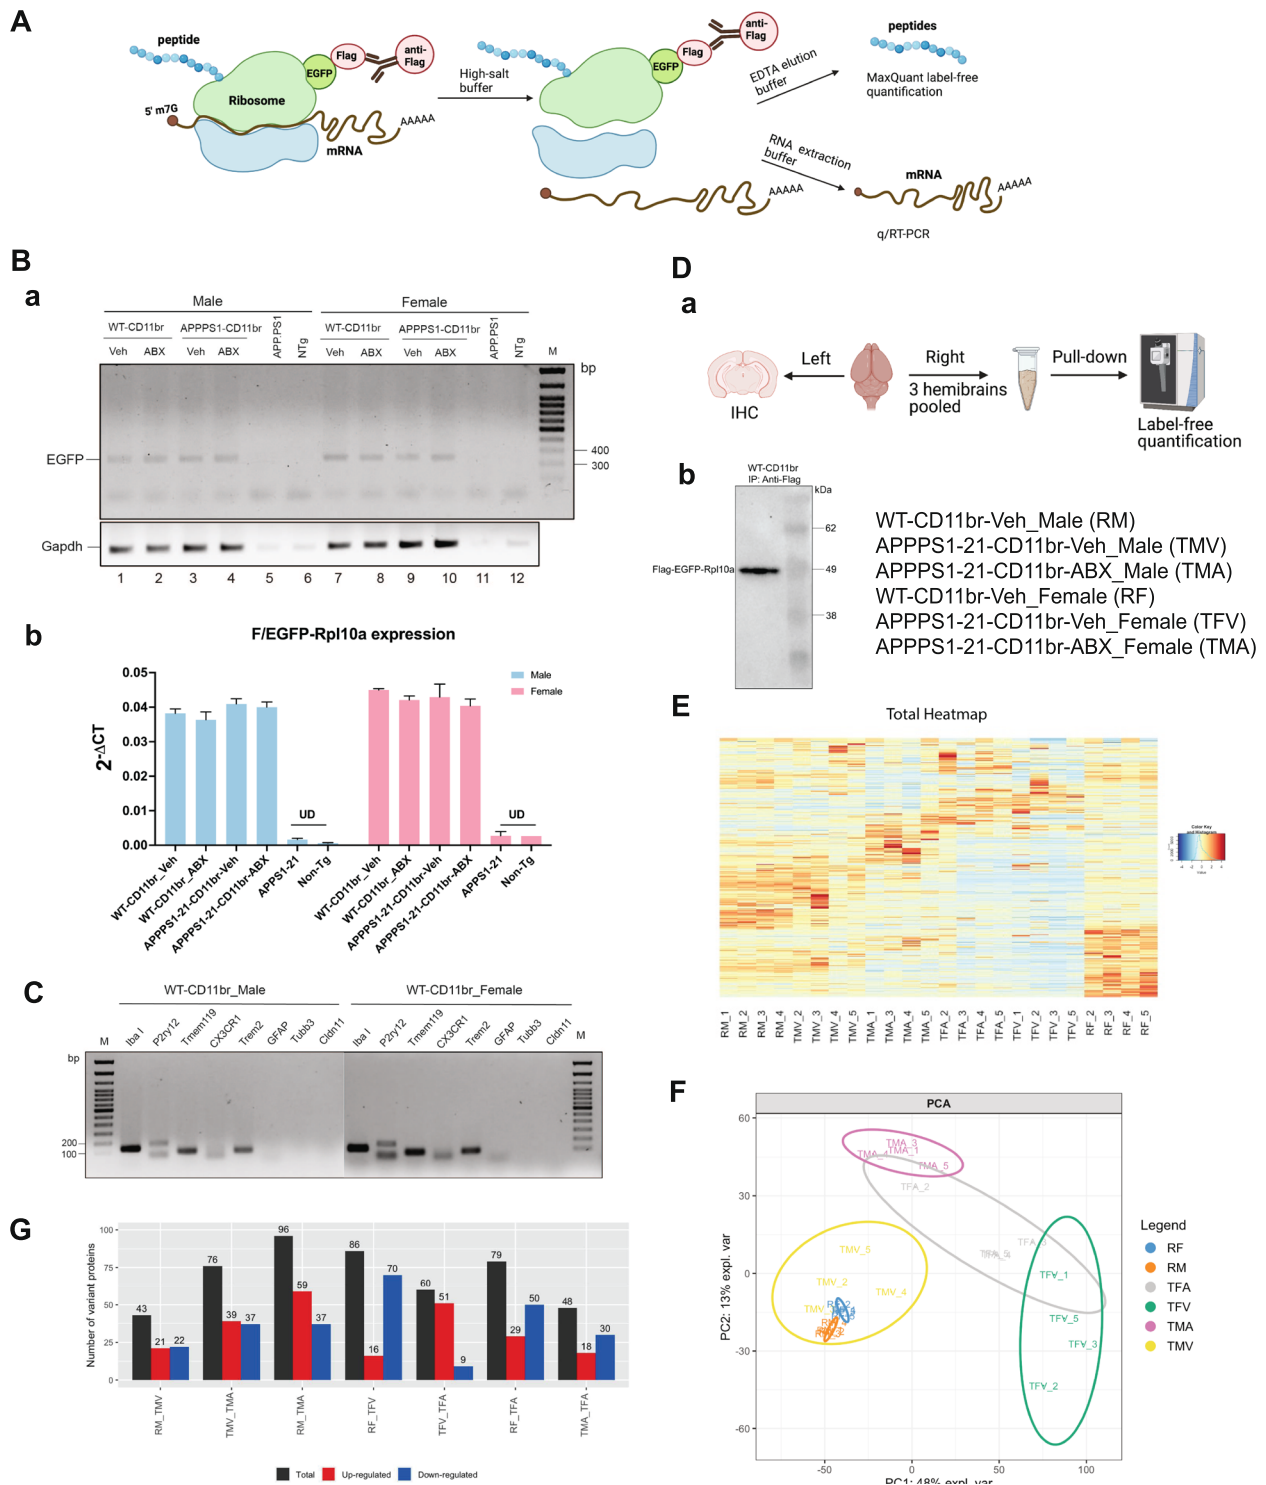 A
peptide
Flag
anti-
Flag
EGFP
Ribosome
5' m7G
AAAAA
mRNA
High-salt
buffer
EGFP
Flag
anti-
Flag
AAAAA
EDTA elution
buffer
RNA extraction
buffer
peptides
MaxQuant label-free
quantification
mRNA
AAAAA
q/RT-PCR
B
a
Male
Female
WT-CD11br
APPPS1-CD11br
APP.PS1
NTg
WT-CD11br
APPPS1-CD11br
APP.PS1
NTg
Veh
ABX
Veh
ABX
Veh
ABX
Veh
ABX
M
bp
EGFP
400
300
Gapdh
1 2 3 4 5 6 7 8 9 10 11 12
b
F/EGFP-Rpl10a expression
Male
Female
2-ΔCT
0.05
0.04
0.03
0.02
0.01
0.00
UD
UD
WT-CD11br_Veh
WT-CD11br_ABX
APPPS1-21-CD11br-Veh
APPPS1-21-CD11br-ABX
APPS1-21
Non-Tg
WT-CD11br_Veh
WT-CD11br_ABX
APPPS1-21-CD11br-Veh
APPPS1-21-CD11br-ABX
APPS1-21
Non-Tg
C
WT-CD11br_Male
WT-CD11br_Female
M
Iba I
P2ry12
Tmem119
CX3CR1
Trem2
GFAP
Tubb3
Cldn11
Iba I
P2ry12
Tmem119
CX3CR1
Trem2
GFAP
Tubb3
Cldn11
M
bp
200
100
D
a
Left
Right
3 hemibrains
pooled
Pull-down
IHC
Label-free
quantification
b
WT-CD11br
IP: Anti-Flag
kDa
62
49
38
Flag-EGFP-Rpl10a
WT-CD11br-Veh_Male (RM)
APPPS1-21-CD11br-Veh_Male (TMV)
APPPS1-21-CD11br-ABX_Male (TMA)
WT-CD11br-Veh_Female (RF)
APPPS1-21-CD11br-Veh_Female (TFV)
APPPS1-21-CD11br-ABX_Female (TMA)
E
Total Heatmap
Color Key
and Histogram
Value
RM_1
RM_2
RM_3
RM_4
TMV_2
TMV_3
TMV_4
TMV_5
TMA_1
TMA_3
TMA_4
TMA_5
TFA_2
TFA_3
TFA_4
TFA_5
TFV_1
TFV_2
TFV_3
TFV_5
RF_2
RF_3
RF_4
RF_5
F
PCA
PC2: 13% expl. var
60
30
0
-30
-60
TMA_3
TMA_4
TMA_1
TMA_5
TFA_2
TFA_3
TMV_5
TMV_2
TMV_4
TFV_1
TFV_5
TFV_3
TFV_2
-50
0
50
100
PC1: 48% expl. var
Legend
RF
RM
TFA
TFV
TMA
TMV
G
Number of variant proteins
100
75
50
25
0
43 21 22
76 39 37
96 59 37
86 16 70
60 51 9
79 29 50
48 18 30
RM_TMV
TMV_TMA
RM_TMA
RF_TFV
TFV_TFA
RF_TFA
TMA_TFA
Total
Up-regulated
Down-regulated